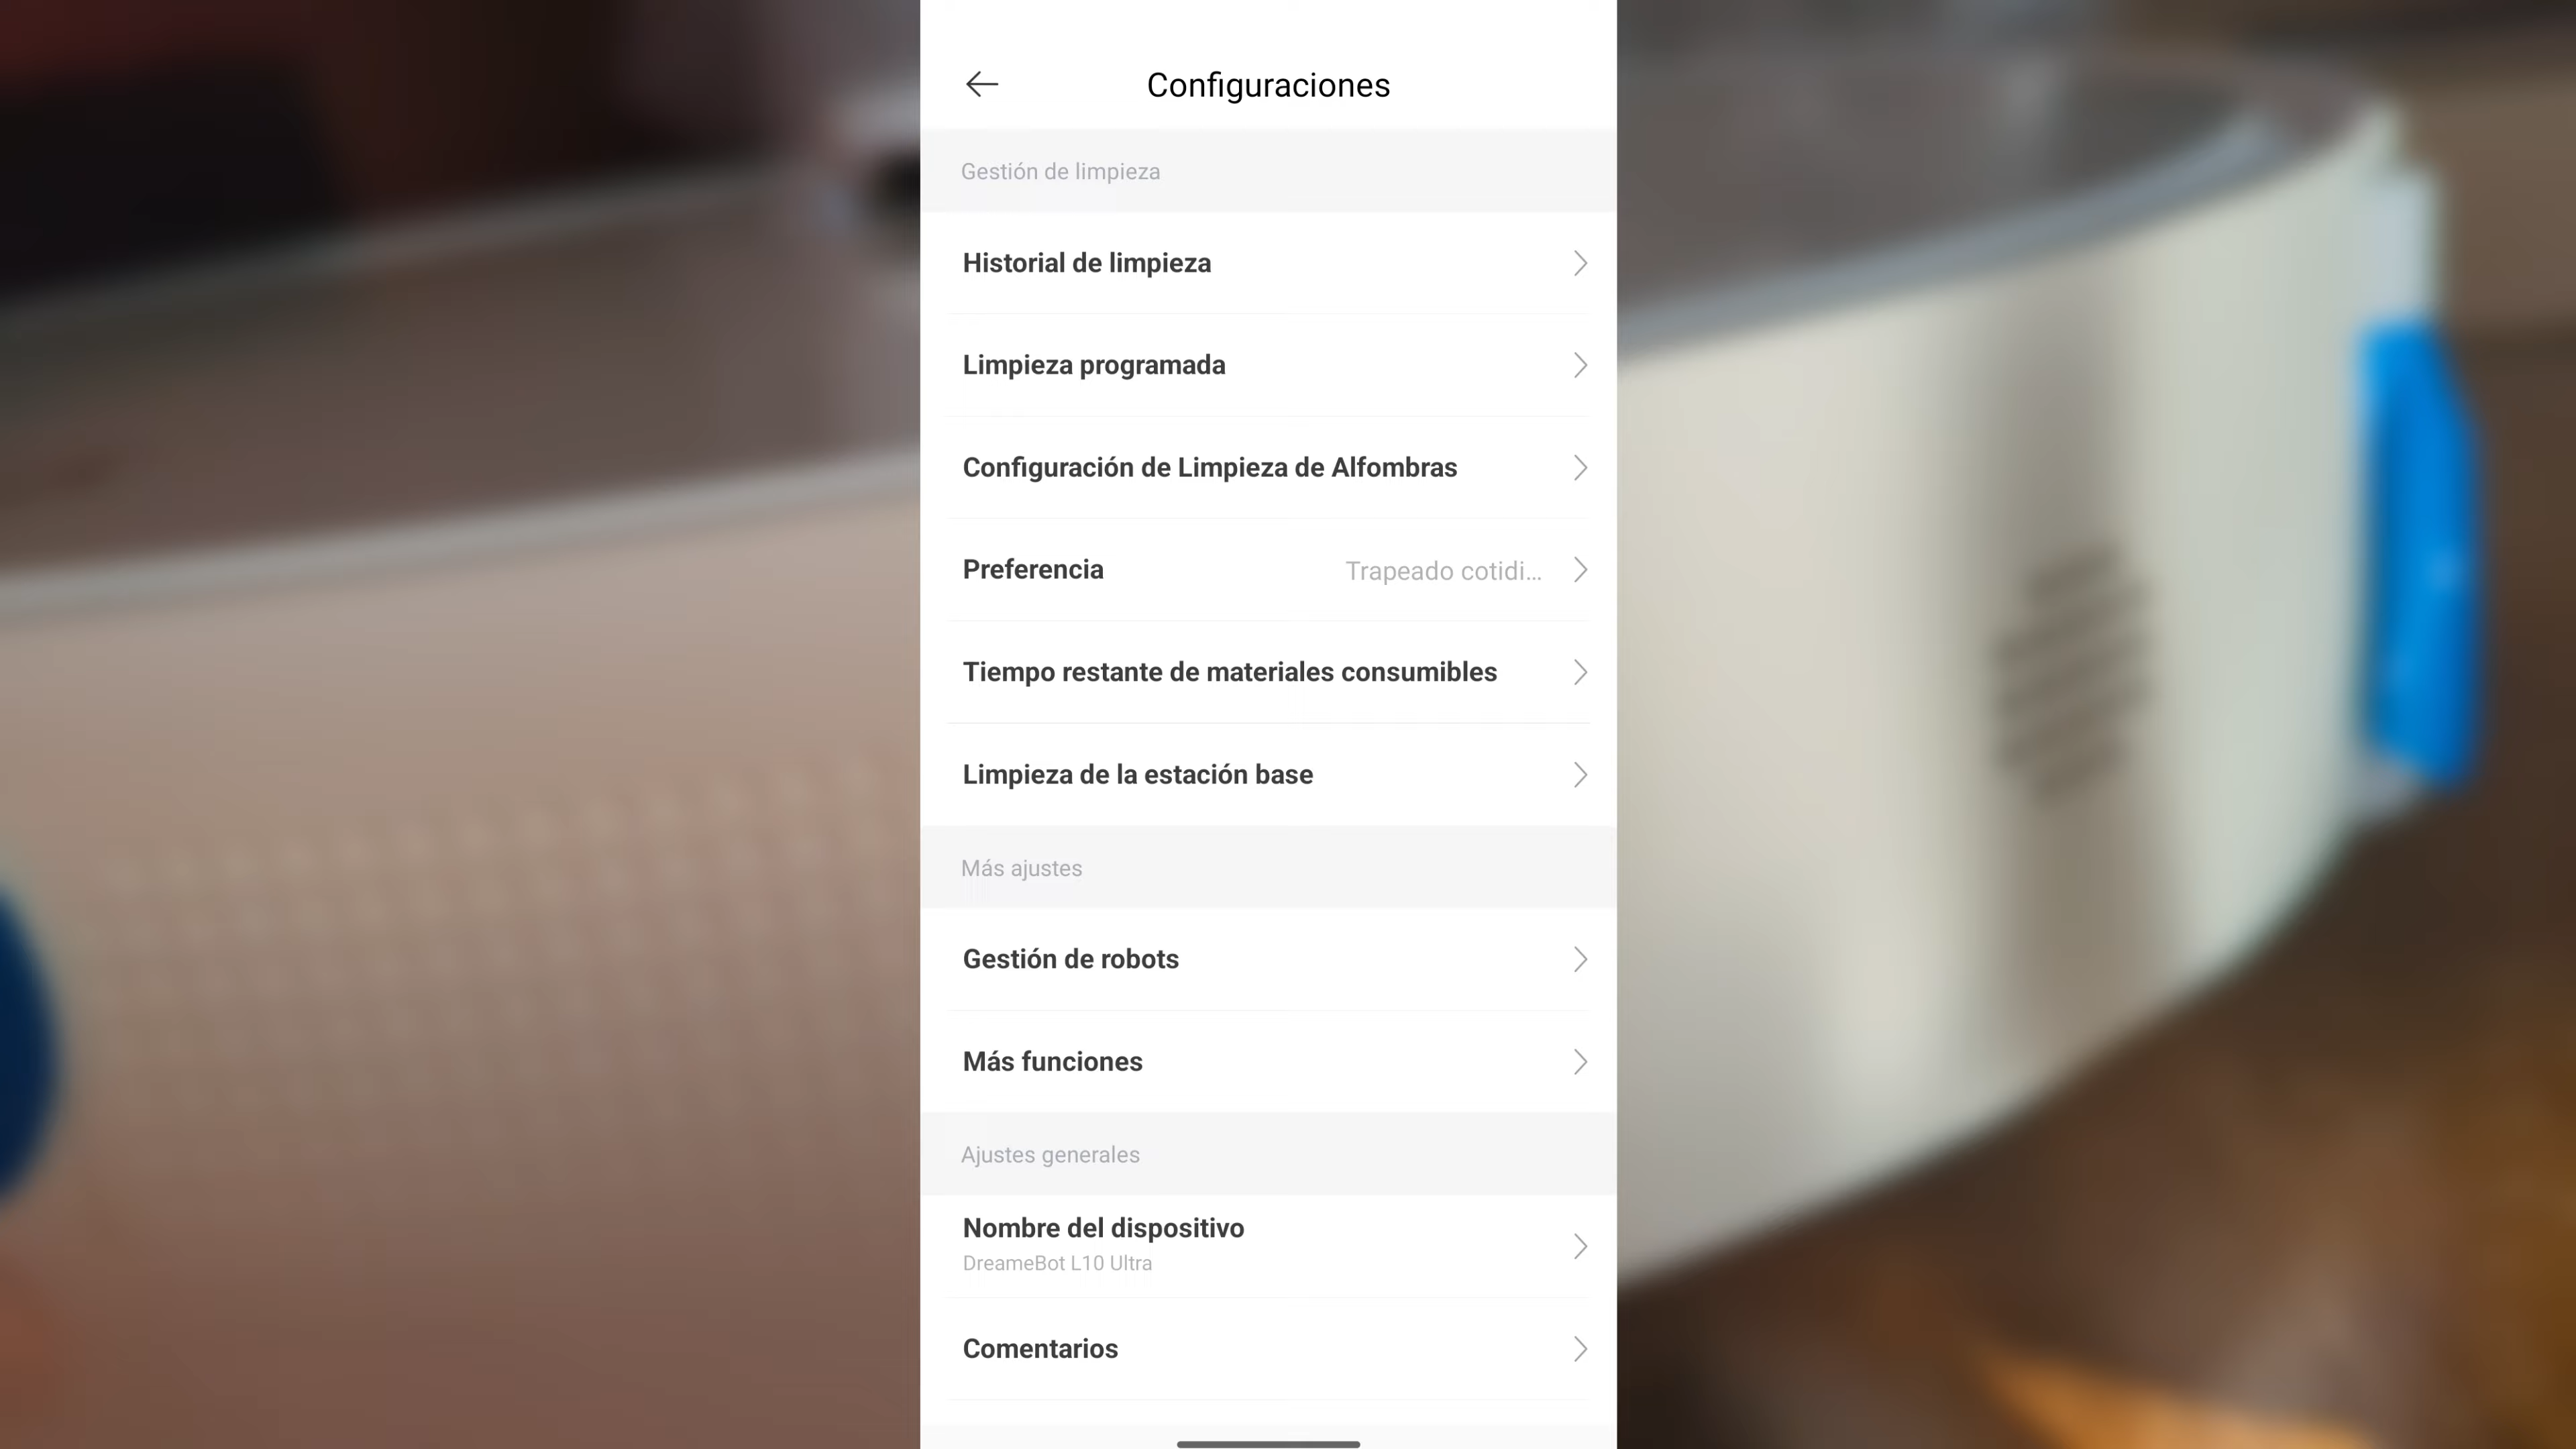 Configuraciones
Gestión de limpieza
Historial de limpieza
Limpieza programada
Configuración de Limpieza de Alfombras
Preferencia Trapeado cotidi...
Tiempo restante de materiales consumibles
Limpieza de la estación base
Más ajustes
Gestión de robots
Más funciones
Ajustes generales
Nombre del dispositivo
DreameBot L10 Ultra
Comentarios